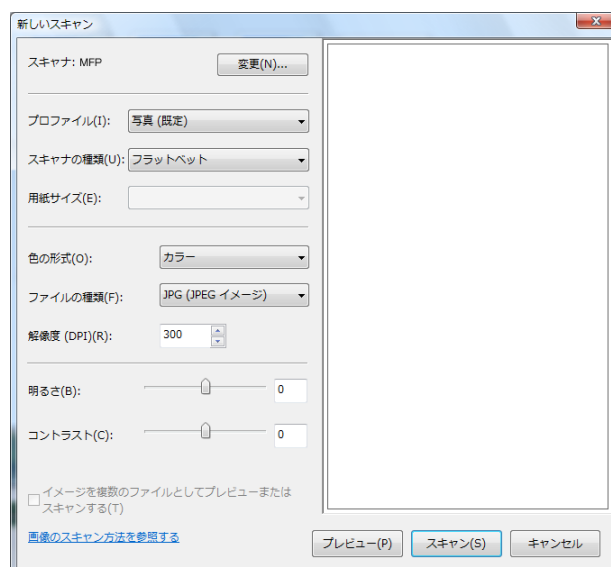 新しいスキャン
スキャナ: MFP
変更(N)...
プロファイル(I):
写真 (既定)
スキャナの種類(U):
フラットベット
用紙サイズ(E):
色の形式(O):
カラー
ファイルの種類(F):
JPG (JPEG イメージ)
解像度 (DPI)(R):
300
明るさ(B):
0
コントラスト(C):
0
イメージを複数のファイルとしてプレビューまたは
スキャンする(T)
画像のスキャン方法を参照する
プレビュー(P)
スキャン(S)
キャンセル